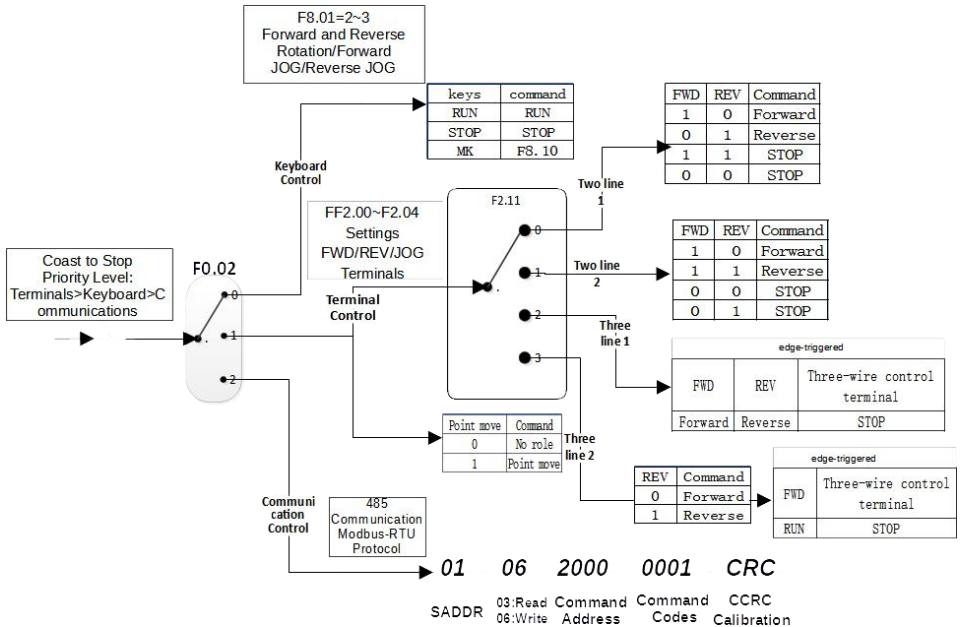 F8.01=2~3
Forward and Reverse
Rotation/Forward
JOG/Reverse JOG
keys command
RUN RUN
STOP STOP
MK F8.10
FWD REV Command
1 0 Forward
0 1 Reverse
1 1 STOP
0 0 STOP
Keyboard
Control
Two line
1
FF2.00~F2.04
Settings
FWD/REV/JOG
Terminals
F2.11
0
1
2
3
Coast to Stop
Priority Level:
Terminals>Keyboard>C
ommunications
F0.02
0
1
2
Terminal
Control
Two line
2
FWD REV Command
1 0 Forward
1 1 Reverse
0 0 STOP
0 1 STOP
Three
line 1
edge-triggered
FWD REV Three-wire control
terminal
Forward Reverse STOP
Point move Command
0 No role
1 Point move
Three
line 2
REV Command
0 Forward
1 Reverse
edge-triggered
FWD Three-wire control
terminal
RUN STOP
Communi
cation
Control
485
Communication
Modbus-RTU
Protocol
01 06 2000 0001 CRC
SADDR 03:Read Command Command CCRC
06:Write Address Codes Calibration